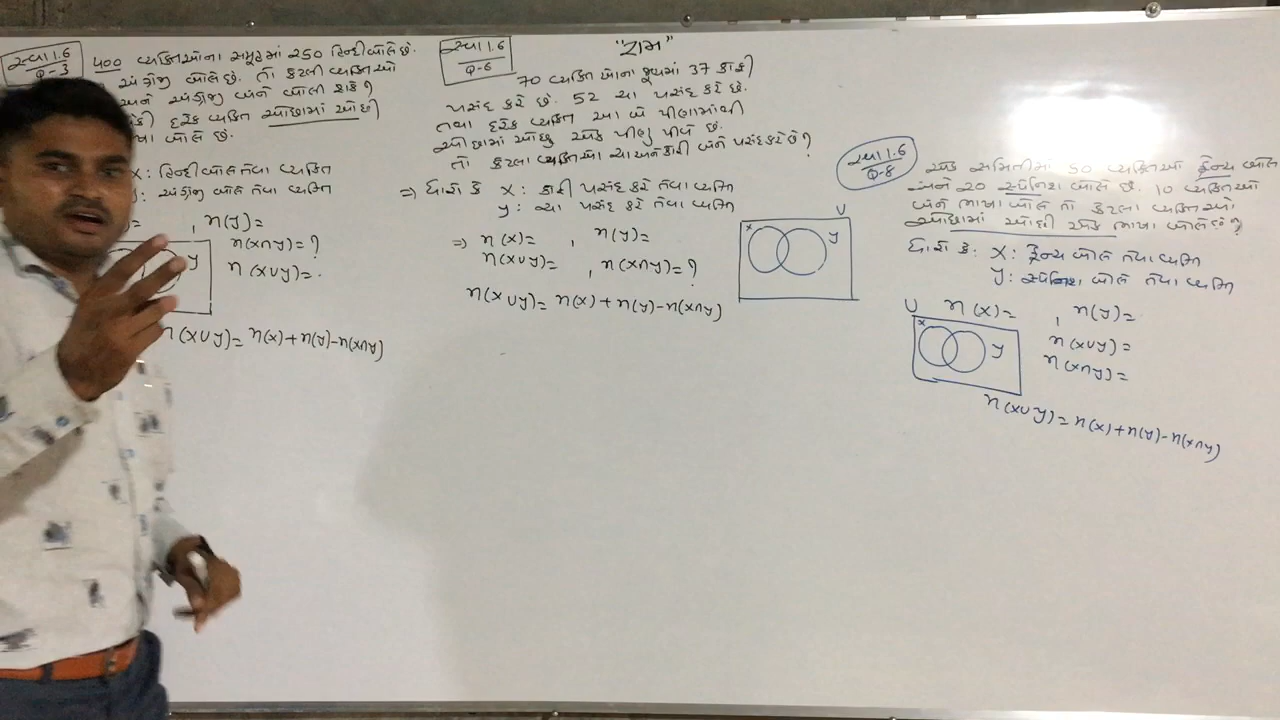 સ્વા 1.6
Q-3
400 વ્યક્તિઓના સમૂહમાં 250 હિન્દી બોલે છે.
અંગ્રેજી બોલે છે. તો કેટલી વ્યક્તિઓ
અંગ્રેજી બંને બોલી શકે ?
દરેક વ્યક્તિ ઓછામાં ઓછી
બોલે છે.
X : હિન્દી બોલે તેવા વ્યક્તિ
: અંગ્રેજી બોલે તેવા વ્યક્તિ
= , n(y)=
n(x∩y) = ?
n(x∪y)=
y
n(x∪y)= n(x)+n(y)-n(x∩y)
સ્વા 1.6
Q-6
"રામ"
70 વ્યક્તિ ઓના જૂથમાં 37 કોફી
પસંદ કરે છે. 52 ચા પસંદ કરે છે.
તથા દરેક વ્યક્તિ આ બે પીણામાંથી
ઓછામાં ઓછુ એક પીણુ પીવે છે.
તો કેટલા વ્યક્તિઓ ચા અને કોફી બંને પસંદ કરે છે ?
⇒ ધારો કે X : કોફી પસંદ કરે તેવા વ્યક્તિ
y : ચા પસંદ કરે તેવા વ્યક્તિ
⇒ n(x)= , n(y)=
n(x∪y)= , n(x∩y)= ?
U
x y
n(x∪y)= n(x)+n(y)-n(x∩y)
સ્વા 1.6
Q-8
એક સમિતીમાં 50 વ્યક્તિઓ ફ્રેન્ચ બોલે
અને 20 સ્પેનિશ બોલે છે. 10 વ્યક્તિઓ
બંને ભાષા બોલે તો કેટલા વ્યક્તિઓ
ઓછામાં ઓછી એક ભાષા બોલે છે ?
ધારો કે : X : ફ્રેન્ચ બોલે તેવા વ્યક્તિ
y : સ્પેનિશ બોલે તેવા વ્યક્તિ
U n(x)= , n(y)=
x y
n(x∪y)=
n(x∩y)=
n(x∪y)= n(x)+n(y)-n(x∩y)